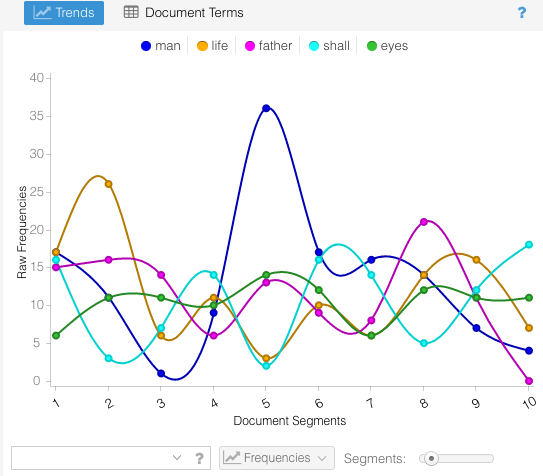 Trends Document Terms ?
man life father shall eyes
40
35
30
25
20
15
10
5
0
Raw Frequencies
1 2 3 4 5 6 7 8 9 10
Document Segments
? Frequencies Segments: